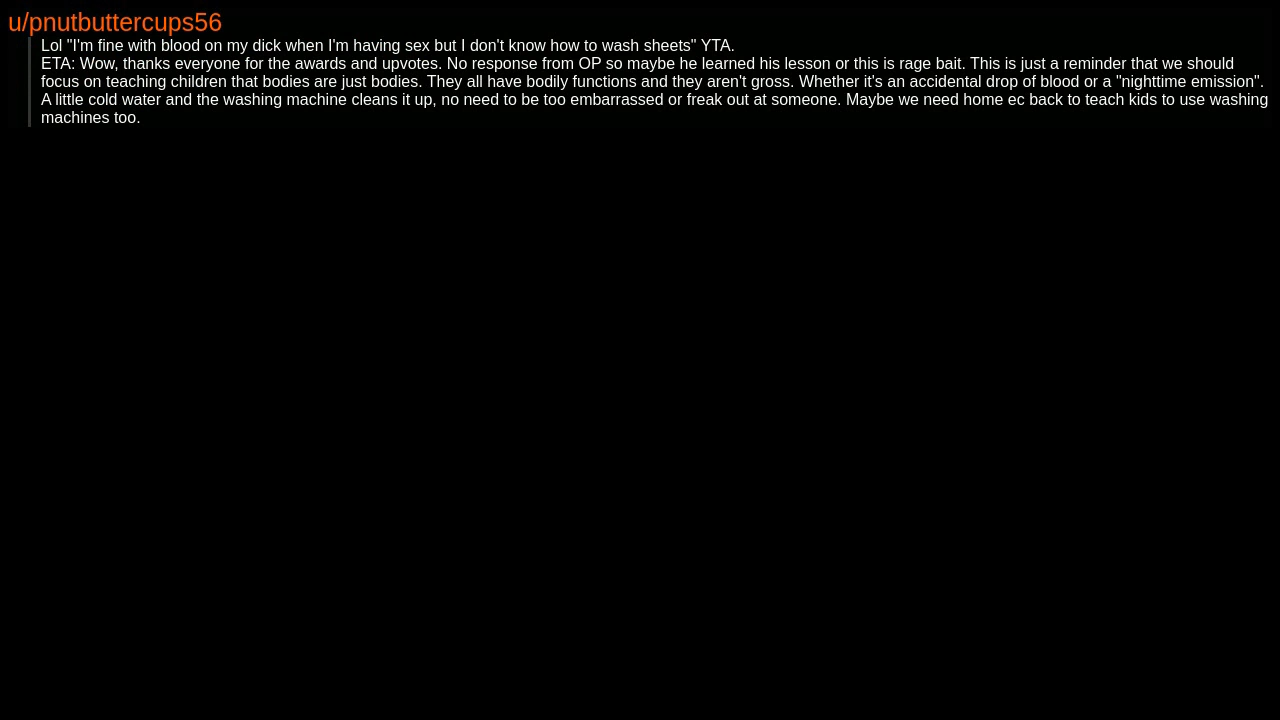 u/pnutbuttercups56
Lol "I'm fine with blood on my dick when I'm having sex but I don't know how to wash sheets" YTA.
ETA: Wow, thanks everyone for the awards and upvotes. No response from OP so maybe he learned his lesson or this is rage bait. This is just a reminder that we should
focus on teaching children that bodies are just bodies. They all have bodily functions and they aren't gross. Whether it's an accidental drop of blood or a "nighttime emission".
A little cold water and the washing machine cleans it up, no need to be too embarrassed or freak out at someone. Maybe we need home ec back to teach kids to use washing
machines too.